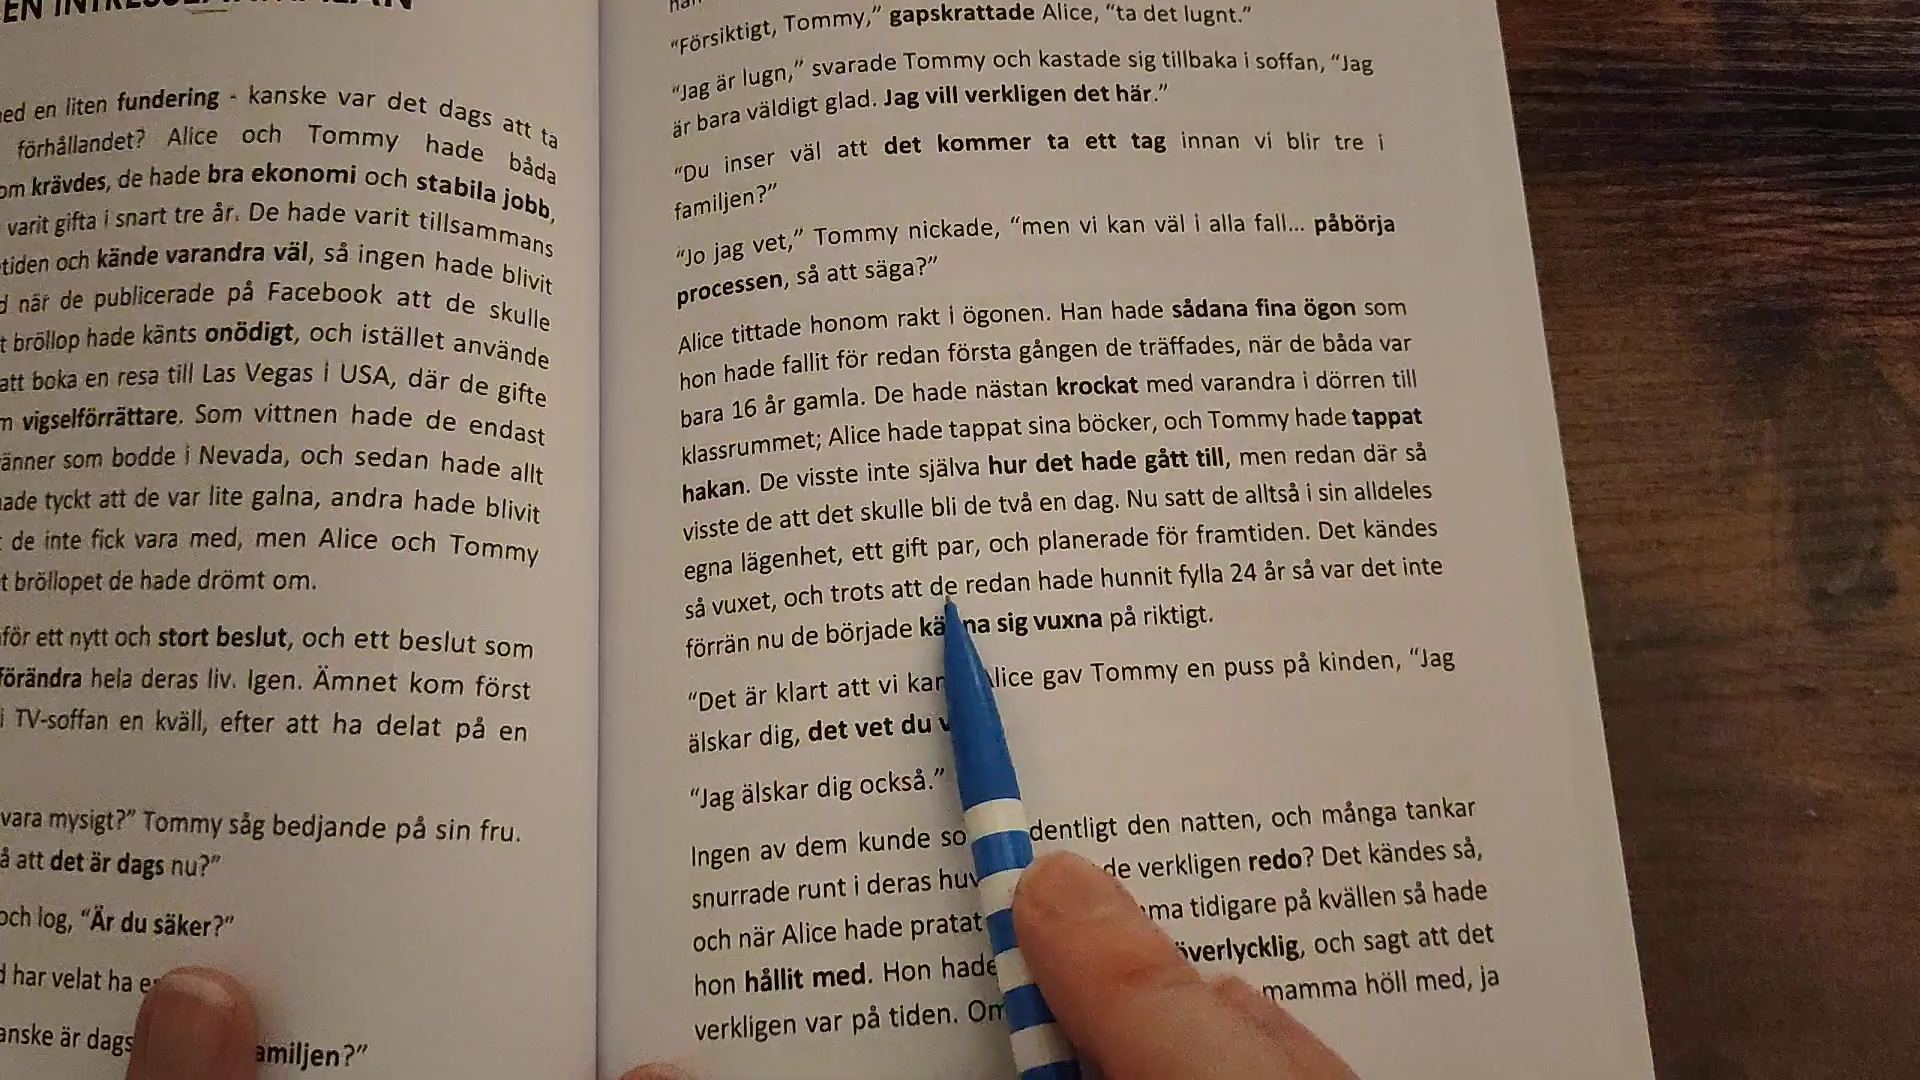 med en liten fundering - kanske var det dags att ta
förhållandet? Alice och Tommy hade båda
som krävdes, de hade bra ekonomi och stabila jobb,
varit gifta i snart tre år. De hade varit tillsammans
tiden och kände varandra väl, så ingen hade blivit
när de publicerade på Facebook att de skulle
bröllop hade känts onödigt, och istället använde
att boka en resa till Las Vegas i USA, där de gifte
vigselförrättare. Som vittnen hade de endast
vänner som bodde i Nevada, och sedan hade allt
hade tyckt att de var lite galna, andra hade blivit
de inte fick vara med, men Alice och Tommy
bröllopet de hade drömt om.
för ett nytt och stort beslut, och ett beslut som
förändra hela deras liv. Igen. Ämnet kom först
i TV-soffan en kväll, efter att ha delat på en
vara mysigt?” Tommy såg bedjande på sin fru.
att det är dags nu?”
och log, “Är du säker?”
har velat ha
kanske är dags familjen?”
“Försiktigt, Tommy,” gapskrattade Alice, “ta det lugnt.”
“Jag är lugn,” svarade Tommy och kastade sig tillbaka i soffan, “Jag
är bara väldigt glad. Jag vill verkligen det här.”
“Du inser väl att det kommer ta ett tag innan vi blir tre i
familjen?”
“Jo jag vet,” Tommy nickade, “men vi kan väl i alla fall... påbörja
processen, så att säga?”
Alice tittade honom rakt i ögonen. Han hade sådana fina ögon som
hon hade fallit för redan första gången de träffades, när de båda var
bara 16 år gamla. De hade nästan krockat med varandra i dörren till
klassrummet; Alice hade tappat sina böcker, och Tommy hade tappat
hakan. De visste inte själva hur det hade gått till, men redan där så
visste de att det skulle bli de två en dag. Nu satt de alltså i sin alldeles
egna lägenhet, ett gift par, och planerade för framtiden. Det kändes
så vuxet, och trots att de redan hade hunnit fylla 24 år så var det inte
förrän nu de började känna sig vuxna på riktigt.
“Det är klart att vi kan Alice gav Tommy en puss på kinden, “Jag
älskar dig, det vet du
“Jag älskar dig också.”
Ingen av dem kunde den natten, och många tankar
snurrade runt i deras de verkligen redo? Det kändes så,
och när Alice hade pratat tidigare på kvällen så hade
hon hållit med. Hon hade överlycklig, och sagt att det
verkligen var på tiden. mamma höll med, ja